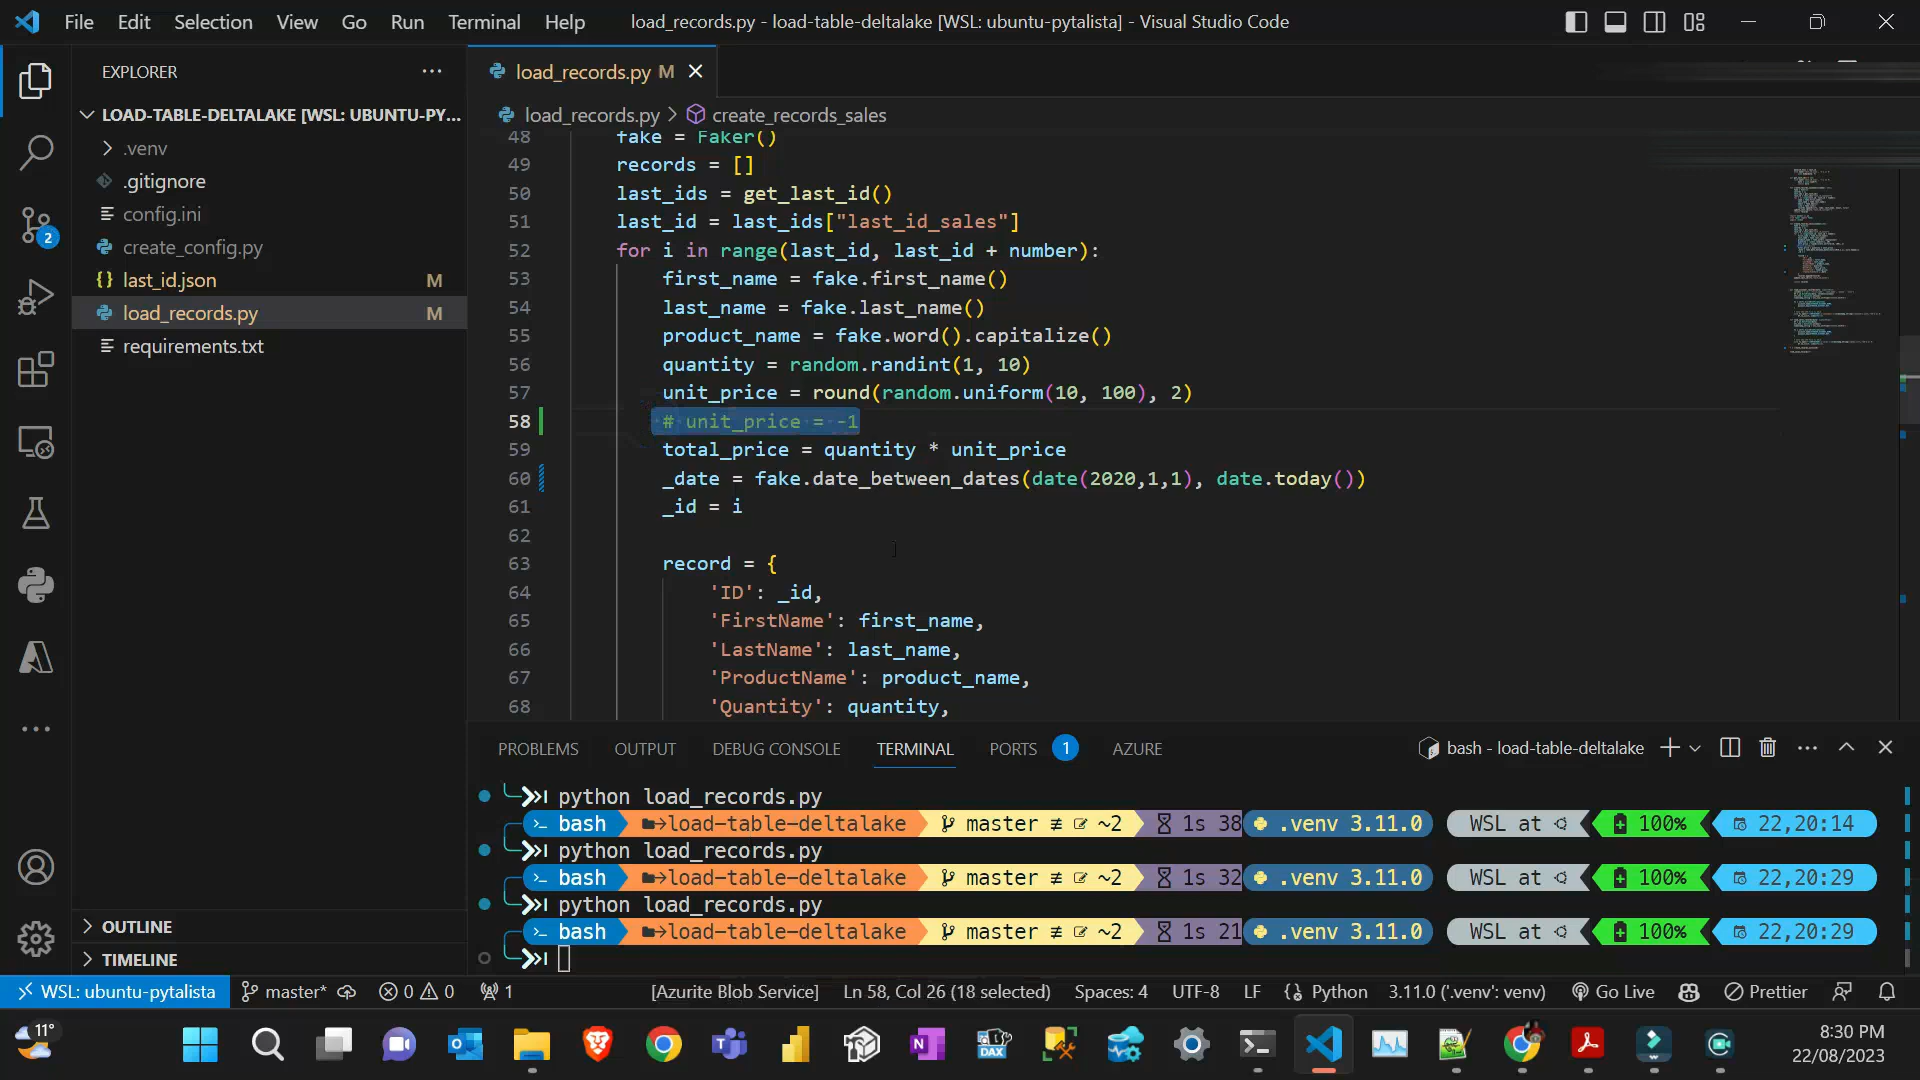 File Edit Selection View Go Run Terminal Help load_records.py - load-table-deltalake [WSL: ubuntu-pytalista] - Visual Studio Code
EXPLORER
load_records.py M
LOAD-TABLE-DELTALAKE [WSL: UBUNTU-PY...
load_records.py > create_records_sales
.venv
.gitignore
config.ini
create_config.py
last_id.json M
load_records.py M
requirements.txt
48 fake = Faker()
49 records = []
50 last_ids = get_last_id()
51 last_id = last_ids["last_id_sales"]
52 for i in range(last_id, last_id + number):
53 first_name = fake.first_name()
54 last_name = fake.last_name()
55 product_name = fake.word().capitalize()
56 quantity = random.randint(1, 10)
57 unit_price = round(random.uniform(10, 100), 2)
58 # unit_price = -1
59 total_price = quantity * unit_price
60 _date = fake.date_between_dates(date(2020,1,1), date.today())
61 _id = i
62
63 record = {
64 'ID': _id,
65 'FirstName': first_name,
66 'LastName': last_name,
67 'ProductName': product_name,
68 'Quantity': quantity,
2
PROBLEMS OUTPUT DEBUG CONSOLE TERMINAL PORTS 1 AZURE bash - load-table-deltalake
python load_records.py
bash load-table-deltalake master ≢ ~2 1s 38 .venv 3.11.0 WSL at 100% 22,20:14
python load_records.py
bash load-table-deltalake master ≢ ~2 1s 32 .venv 3.11.0 WSL at 100% 22,20:29
python load_records.py
bash load-table-deltalake master ≢ ~2 1s 21 .venv 3.11.0 WSL at 100% 22,20:29
OUTLINE
TIMELINE
WSL: ubuntu-pytalista master* 0 0 1 [Azurite Blob Service] Ln 58, Col 26 (18 selected) Spaces: 4 UTF-8 LF Python 3.11.0 ('.venv': venv) Go Live Prettier
11°
DAX
8:30 PM
22/08/2023